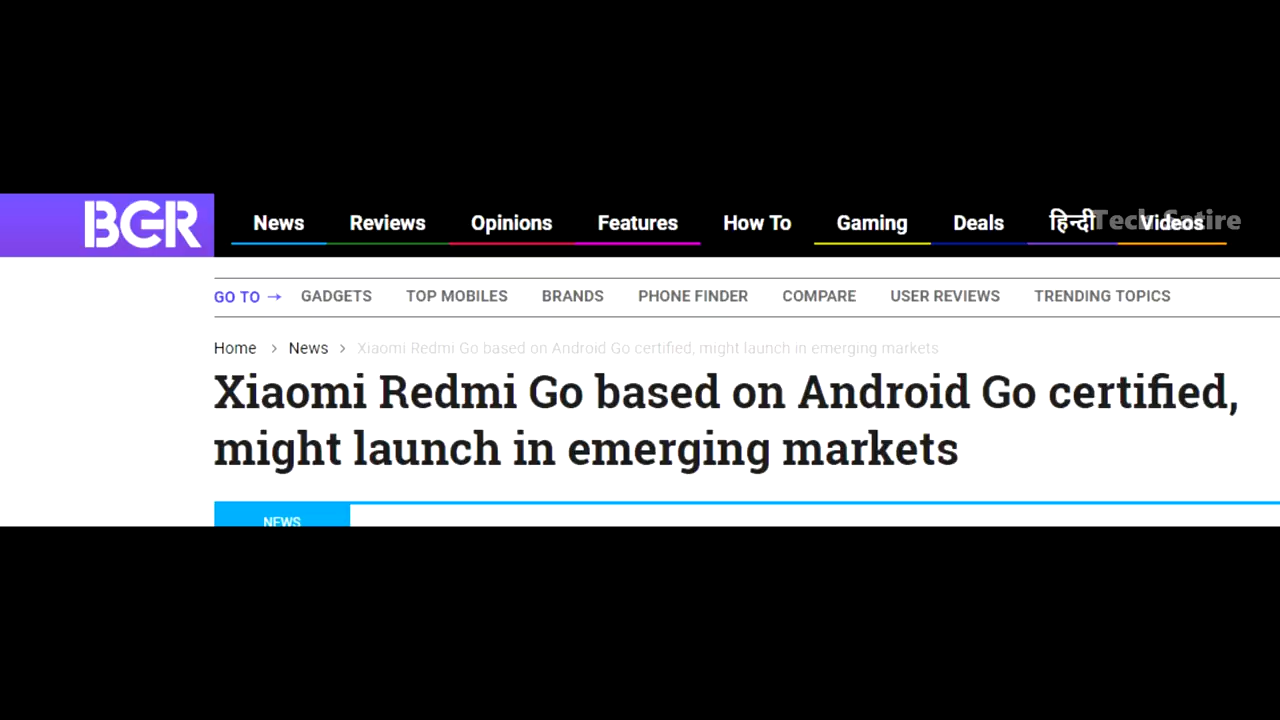 BGR
News Reviews Opinions Features How To Gaming Deals हिन्दी Videos
Tech Satire
GO TO → GADGETS TOP MOBILES BRANDS PHONE FINDER COMPARE USER REVIEWS TRENDING TOPICS
Home > News > Xiaomi Redmi Go based on Android Go certified, might launch in emerging markets
Xiaomi Redmi Go based on Android Go certified,
might launch in emerging markets
NEWS